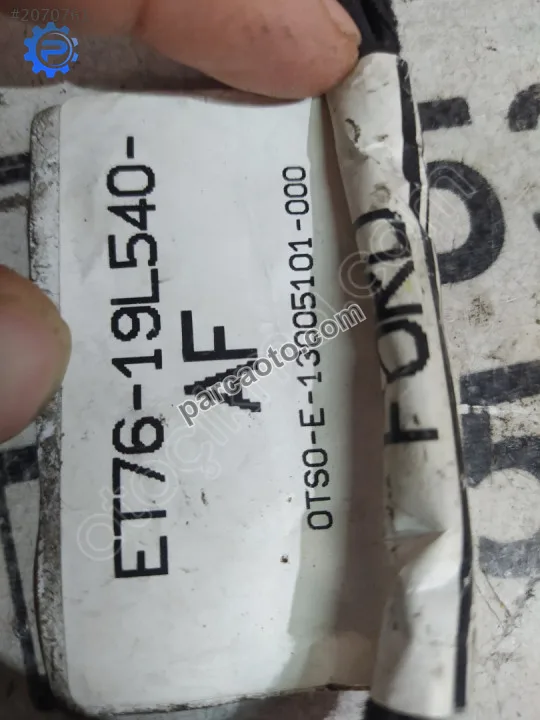 ET76-19L540-
AF
OTSO-E-13005101-000
FORD
parcaoto.com